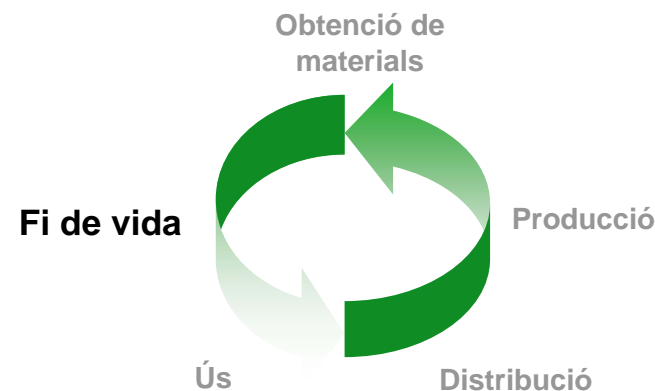 Obtenció de
materials
Fi de vida
Producció
Ús
Distribució